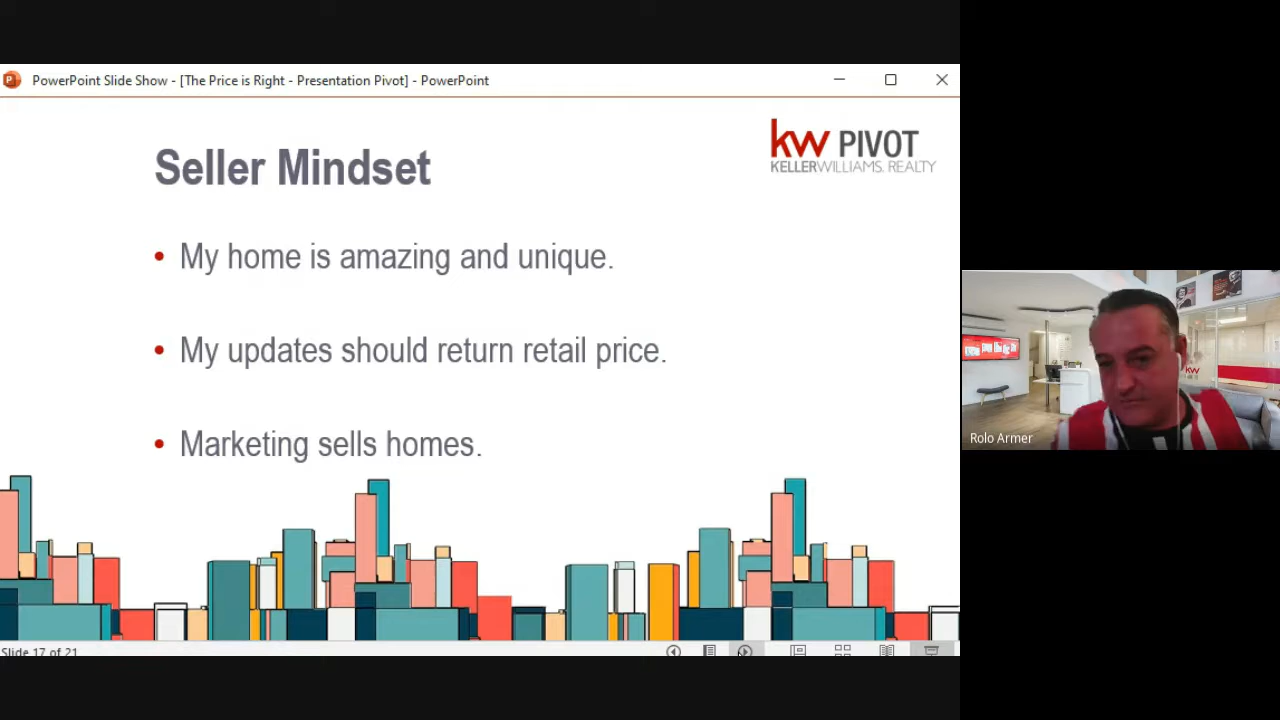 PowerPoint Slide Show - [The Price is Right - Presentation Pivot] - PowerPoint
kw PIVOT
KELLERWILLIAMS. REALTY
Seller Mindset
• My home is amazing and unique.
• My updates should return retail price.
• Marketing sells homes.
Slide 17 of 21
kw
Rolo Armer